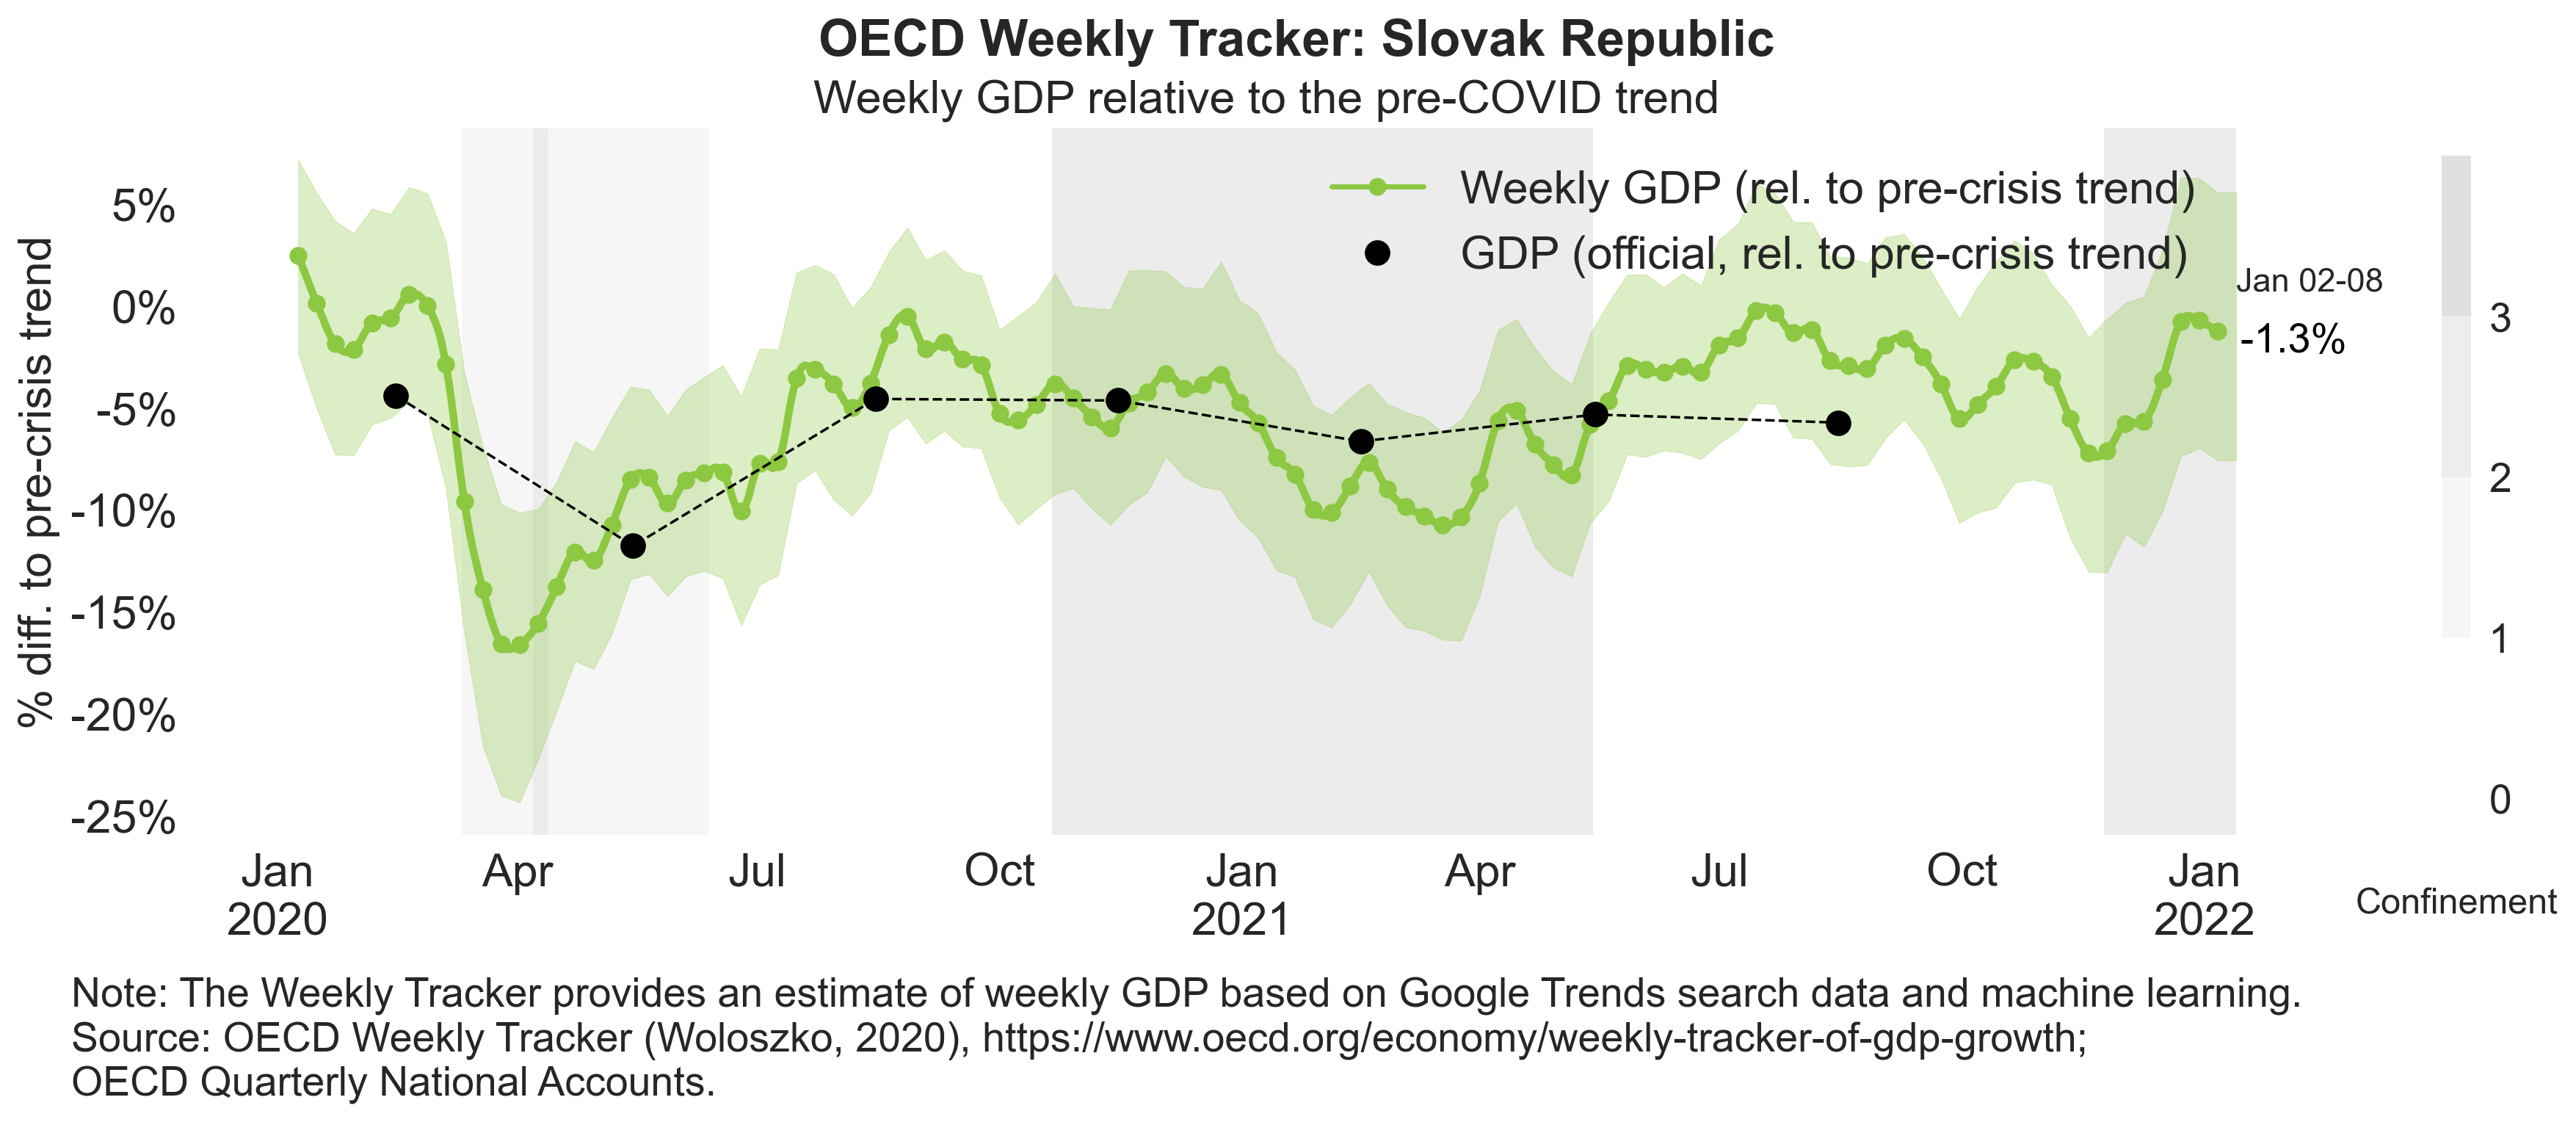 OECD Weekly Tracker: Slovak Republic
Weekly GDP relative to the pre-COVID trend
Weekly GDP (rel. to pre-crisis trend)
GDP (official, rel. to pre-crisis trend)
% diff. to pre-crisis trend
5%
0%
-5%
-10%
-15%
-20%
-25%
Jan 02-08
-1.3%
3
2
1
0
Jan Apr Jul Oct Jan Apr Jul Oct Jan
2020 2021 2022
Confinement
Note: The Weekly Tracker provides an estimate of weekly GDP based on Google Trends search data and machine learning.
Source: OECD Weekly Tracker (Woloszko, 2020), https://www.oecd.org/economy/weekly-tracker-of-gdp-growth;
OECD Quarterly National Accounts.